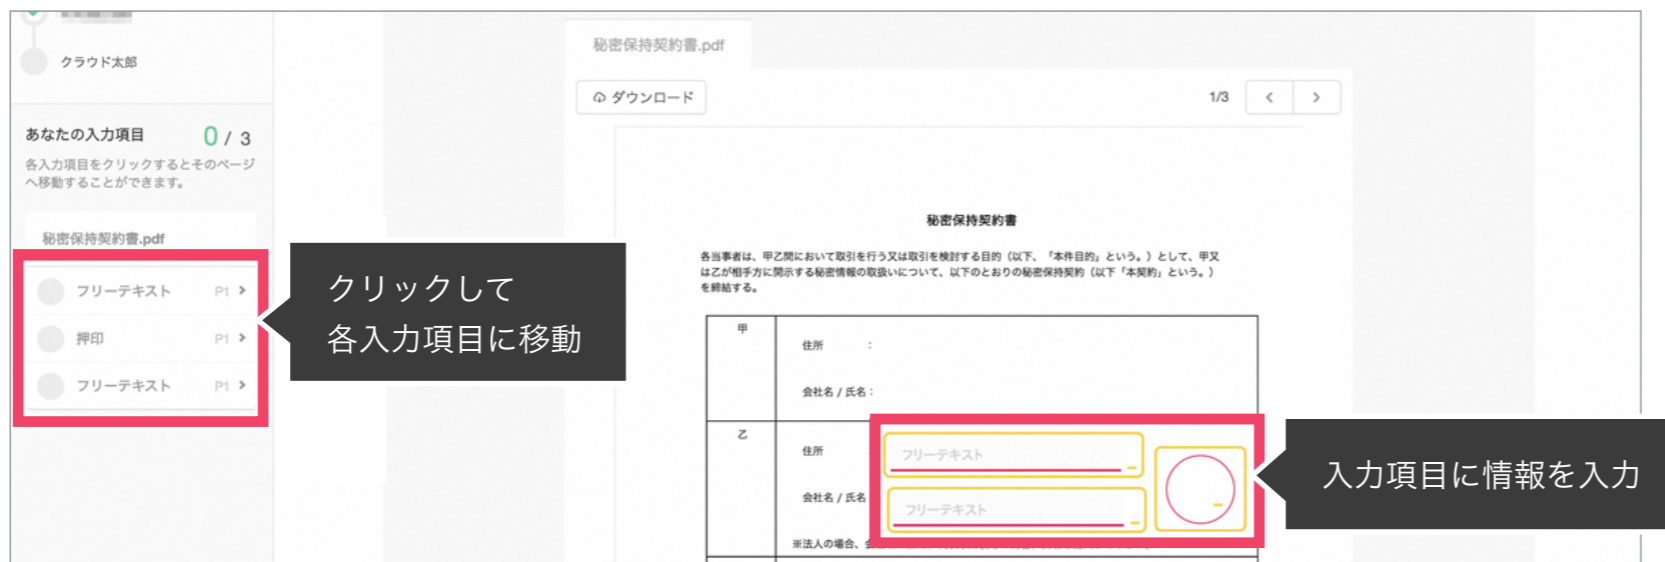 クラウド太郎
あなたの入力項目 0 / 3
各入力項目をクリックするとそのページ
へ移動することができます。
秘密保持契約書.pdf
フリーテキスト P1
押印 P1
フリーテキスト P1
クリックして
各入力項目に移動
秘密保持契約書.pdf
ダウンロード
1/3
秘密保持契約書
各当事者は、甲乙間において取引を行う又は取引を検討する目的（以下、「本件目的」という。）として、甲又
は乙が相手方に開示する秘密情報の取扱いについて、以下のとおりの秘密保持契約（以下「本契約」という。）
を締結する。
甲
住所 :
会社名 / 氏名 :
乙
住所
フリーテキスト
会社名 / 氏名
フリーテキスト
※法人の場合、
入力項目に情報を入力